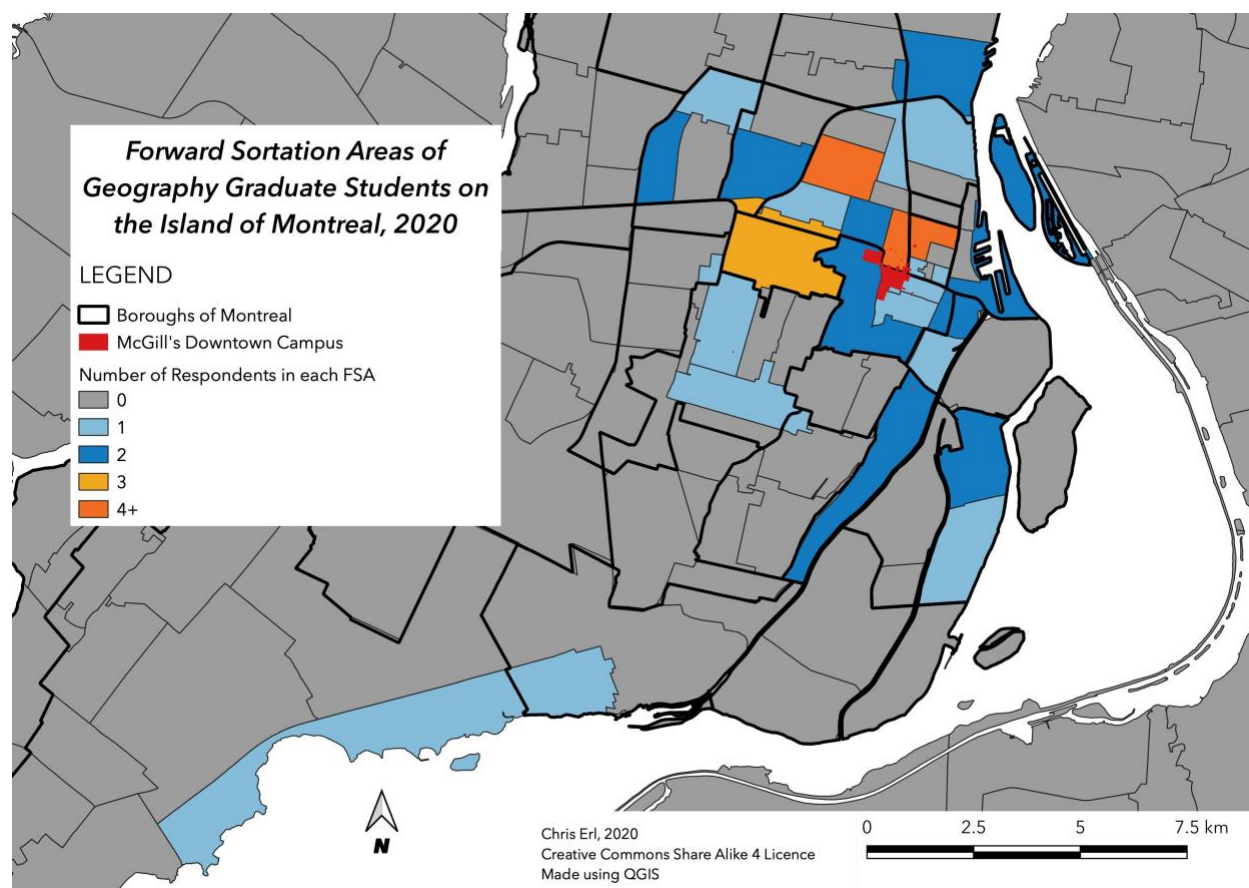 Forward Sortation Areas of
Geography Graduate Students on
the Island of Montreal, 2020
LEGEND
Boroughs of Montreal
McGill's Downtown Campus
Number of Respondents in each FSA
0
1
2
3
4+
N
Chris Erl, 2020
Creative Commons Share Alike 4 Licence
Made using QGIS
0 2.5 5 7.5 km